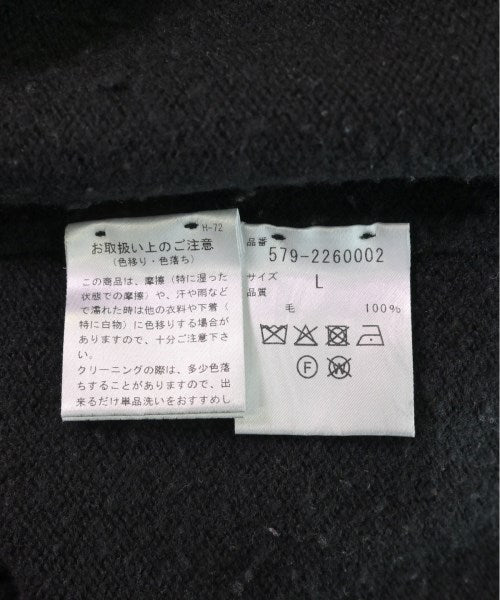 H-72
お取扱い上のご注意
(色移り・色落ち)
この商品は、摩擦(特に湿った
状態での摩擦)や、汗や雨など
で濡れた時は他の衣料や下着(
特に白物)に色移りする場合が
ありますので、十分ご注意下さ
い。
クリーニングの際は、多少色落
ちすることがありますので、出
来るだけ単品洗いをおすすめし
品番
579-2260002
サイズ L
品質
毛 100%
F W